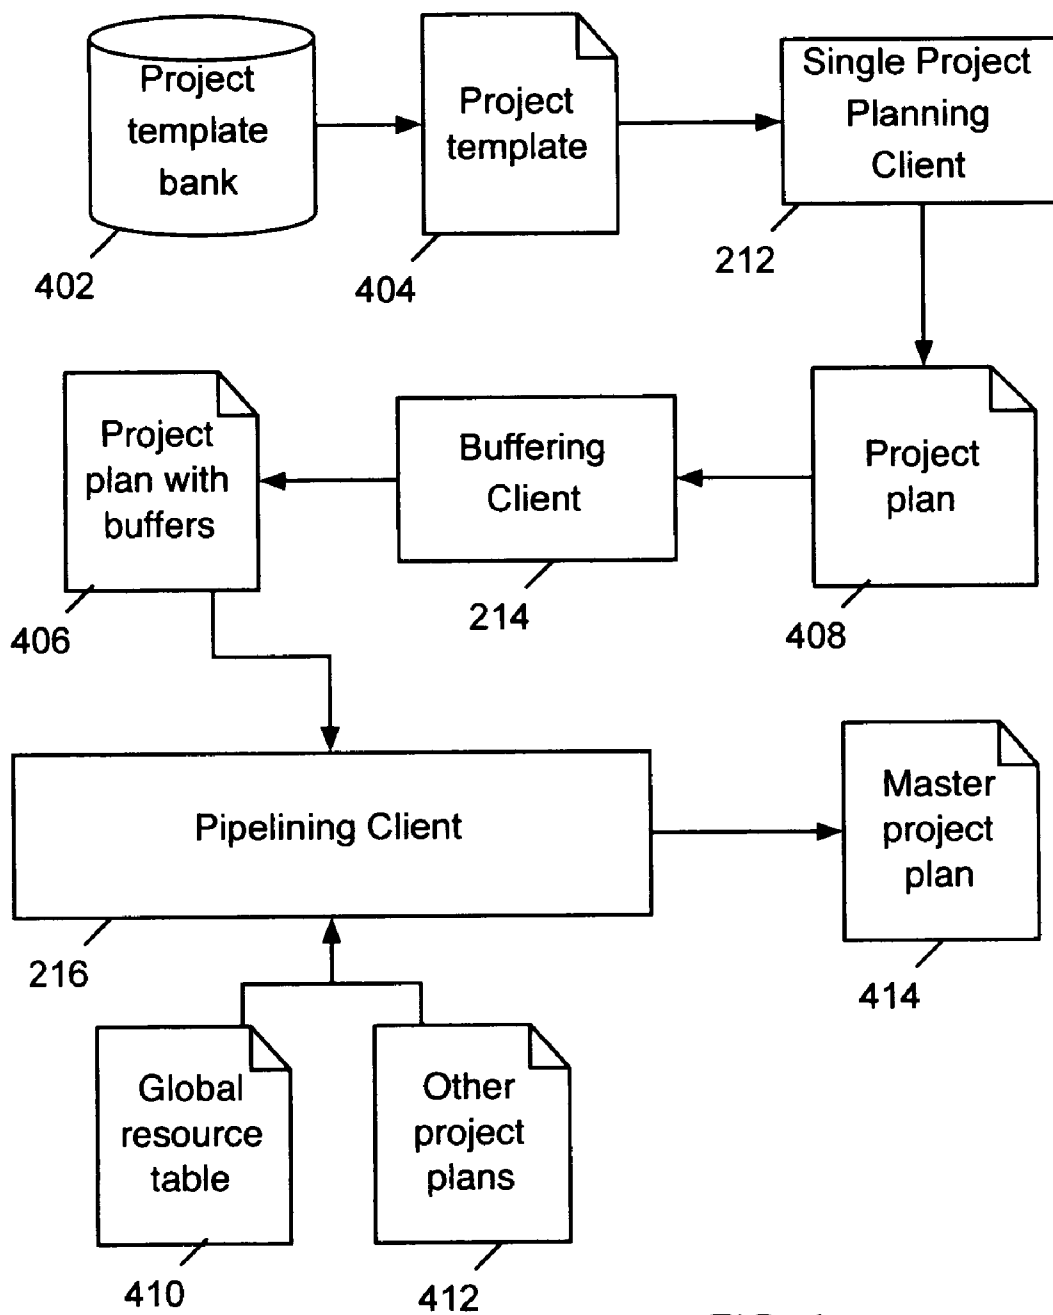 Project
template
bank
Project
template
Single Project
Planning
Client
402
404
212
Project
plan with
buffers
Buffering
Client
Project
plan
406
214
408
Pipelining Client
Master
project
plan
216
414
Global
resource
table
Other
project
plans
410
412